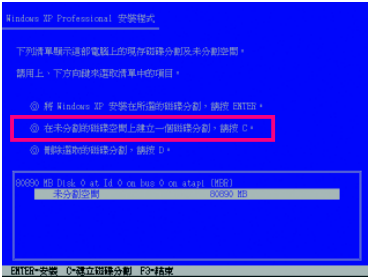 Windows XP Professional 安裝程式
下列清單顯示這部電腦上的現存磁碟分割及未分割空間。
請用上、下方向鍵來選取清單中的項目。
◎ 將 Windows XP 安裝在所選的磁碟分割，請按 ENTER。
◎ 在未分割的磁碟空間上建立一個磁碟分割，請按 C。
◎ 刪除選取的磁碟分割，請按 D。
80890 MB Disk 0 at Id 0 on bus 0 on atapi (MBR)
未分割空間 80890 MB
ENTER=安裝 C=建立磁碟分割 F3=結束